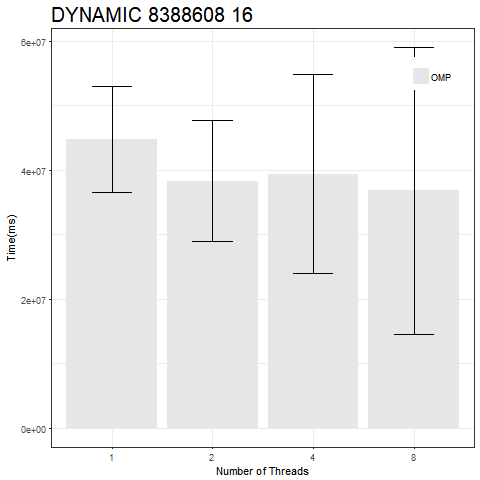 DYNAMIC 8388608 16
6e+07
4e+07
2e+07
0e+00
Time(ms)
OMP
1 2 4 8
Number of Threads